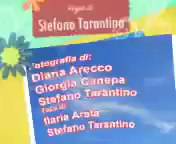 Stefano Tarantino
Fotografia di:
Diana Arecco
Giorgia Canepa
Stefano Tarantino
Ilaria Arata
Stefano Tarantino